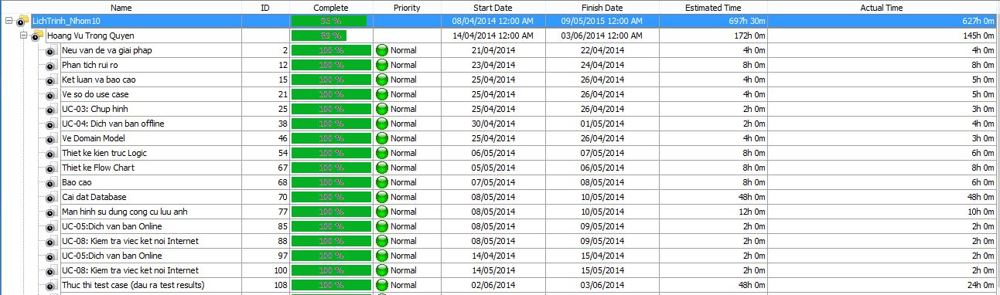 Name ID Complete Priority Start Date Finish Date Estimated Time Actual Time
LichTrinh_Nhom10 95 % 08/04/2014 12:00 AM 09/05/2015 12:00 AM 697h 30m 627h 0m
Hoang Vu Trong Quyen 69 % 14/04/2014 12:00 AM 03/06/2014 12:00 AM 172h 0m 145h 0m
Neu van de va giai phap 2 100 % Normal 21/04/2014 22/04/2014 4h 0m 4h 0m
Phan tich rui ro 12 100 % Normal 23/04/2014 24/04/2014 8h 0m 8h 0m
Ket luan va bao cao 15 100 % Normal 25/04/2014 26/04/2014 4h 0m 5h 0m
Ve so do use case 21 100 % Normal 25/04/2014 26/04/2014 4h 0m 5h 0m
UC-03: Chup hinh 25 100 % Normal 25/04/2014 26/04/2014 2h 0m 3h 0m
UC-04: Dich van ban offline 38 100 % Normal 30/04/2014 01/05/2014 2h 0m 4h 0m
Ve Domain Model 46 100 % Normal 25/04/2014 26/04/2014 4h 0m 3h 0m
Thiet ke kien truc Logic 54 100 % Normal 06/05/2014 07/05/2014 8h 0m 6h 0m
Thiet ke Flow Chart 67 100 % Normal 05/05/2014 06/05/2014 8h 0m 8h 0m
Bao cao 68 100 % Normal 07/05/2014 08/05/2014 8h 0m 6h 0m
Cai dat Database 70 100 % Normal 08/05/2014 10/05/2014 48h 0m 48h 0m
Man hinh su dung cong cu luu anh 77 100 % Normal 08/05/2014 10/05/2014 12h 0m 10h 0m
UC-05:Dich van ban Online 85 100 % Normal 08/05/2014 09/05/2014 2h 0m 2h 0m
UC-08: Kiem tra viec ket noi Internet 88 100 % Normal 08/05/2014 09/05/2014 2h 0m 2h 0m
UC-05:Dich van ban Online 97 100 % Normal 14/04/2014 15/04/2014 2h 0m 2h 0m
UC-08: Kiem tra viec ket noi Internet 100 100 % Normal 14/05/2014 15/05/2014 2h 0m 2h 0m
Thuc thi test case (dau ra test results) 108 100 % Normal 02/06/2014 03/06/2014 48h 0m 24h 0m